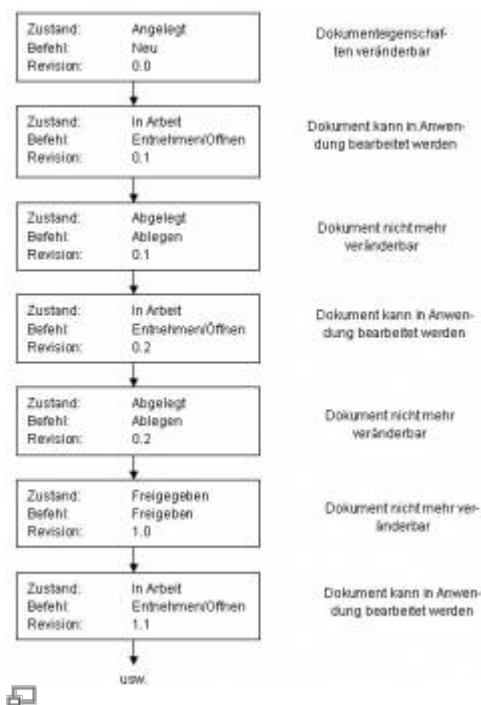 Zustand: Angelegt
Befehl: Neu
Revision: 0.0
Dokumenteigenschaf-
ten veränderbar
Zustand: In Arbeit
Befehl: Entnehmen/Öffnen
Revision: 0.1
Dokument kann in Anwen-
dung bearbeitet werden
Zustand: Abgelegt
Befehl: Ablegen
Revision: 0.1
Dokument nicht mehr
veränderbar
Zustand: In Arbeit
Befehl: Entnehmen/Öffnen
Revision: 0.2
Dokument kann in Anwen-
dung bearbeitet werden
Zustand: Abgelegt
Befehl: Ablegen
Revision: 0.2
Dokument nicht mehr
veränderbar
Zustand: Freigegeben
Befehl: Freigeben
Revision: 1.0
Dokument nicht mehr ver-
änderbar
Zustand: In Arbeit
Befehl: Entnehmen/Öffnen
Revision: 1.1
Dokument kann in Anwen-
dung bearbeitet werden
usw.